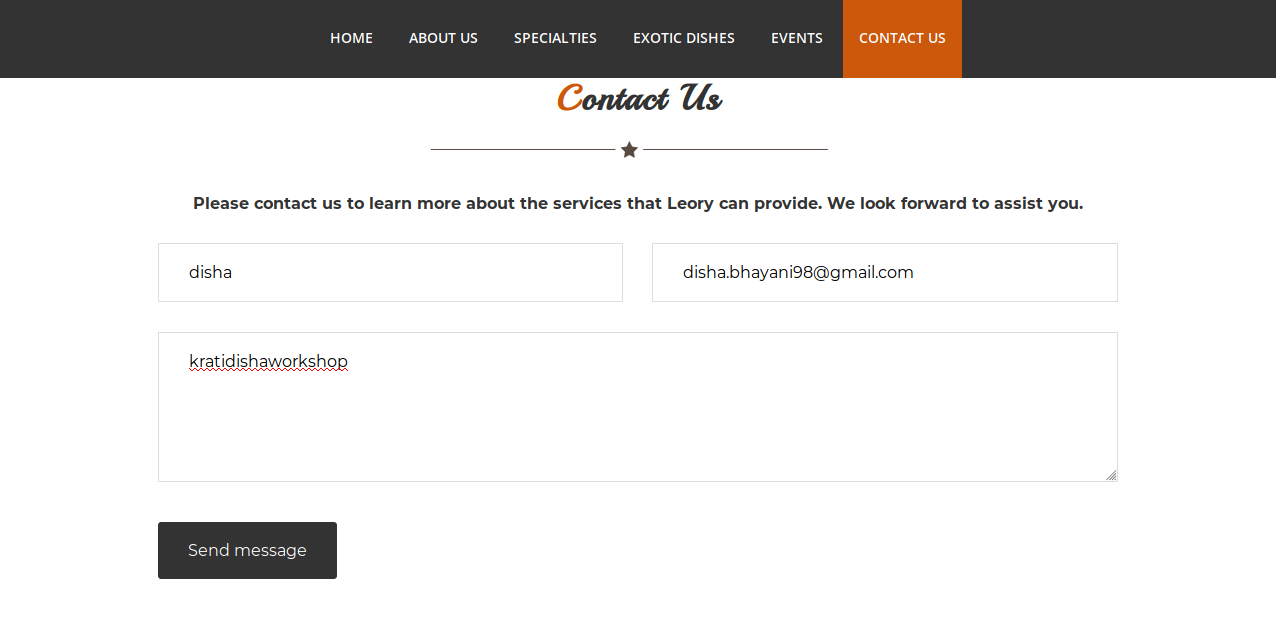 HOME ABOUT US SPECIALTIES EXOTIC DISHES EVENTS CONTACT US
Contact Us
Please contact us to learn more about the services that Leory can provide. We look forward to assist you.
disha disha.bhayani98@gmail.com
kratidishaworkshop
Send message